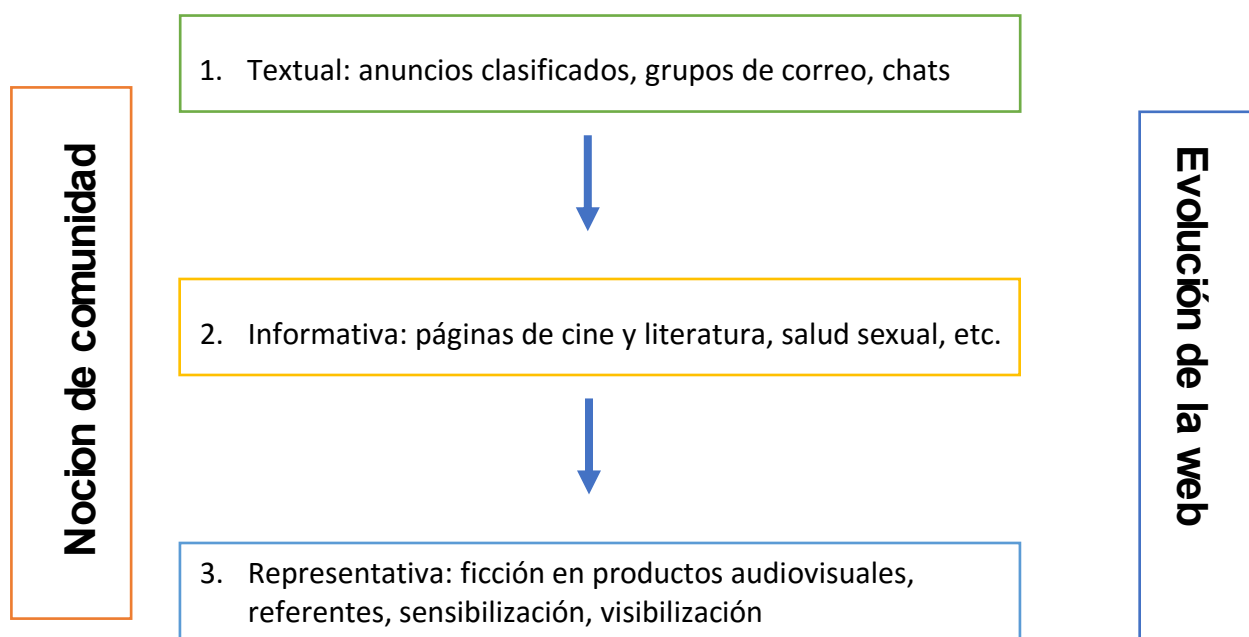 1. Textual: anuncios clasificados, grupos de correo, chats
Nocion de comunidad
Evolución de la web
2. Informativa: páginas de cine y literatura, salud sexual, etc.
3. Representativa: ficción en productos audiovisuales,
referentes, sensibilización, visibilización